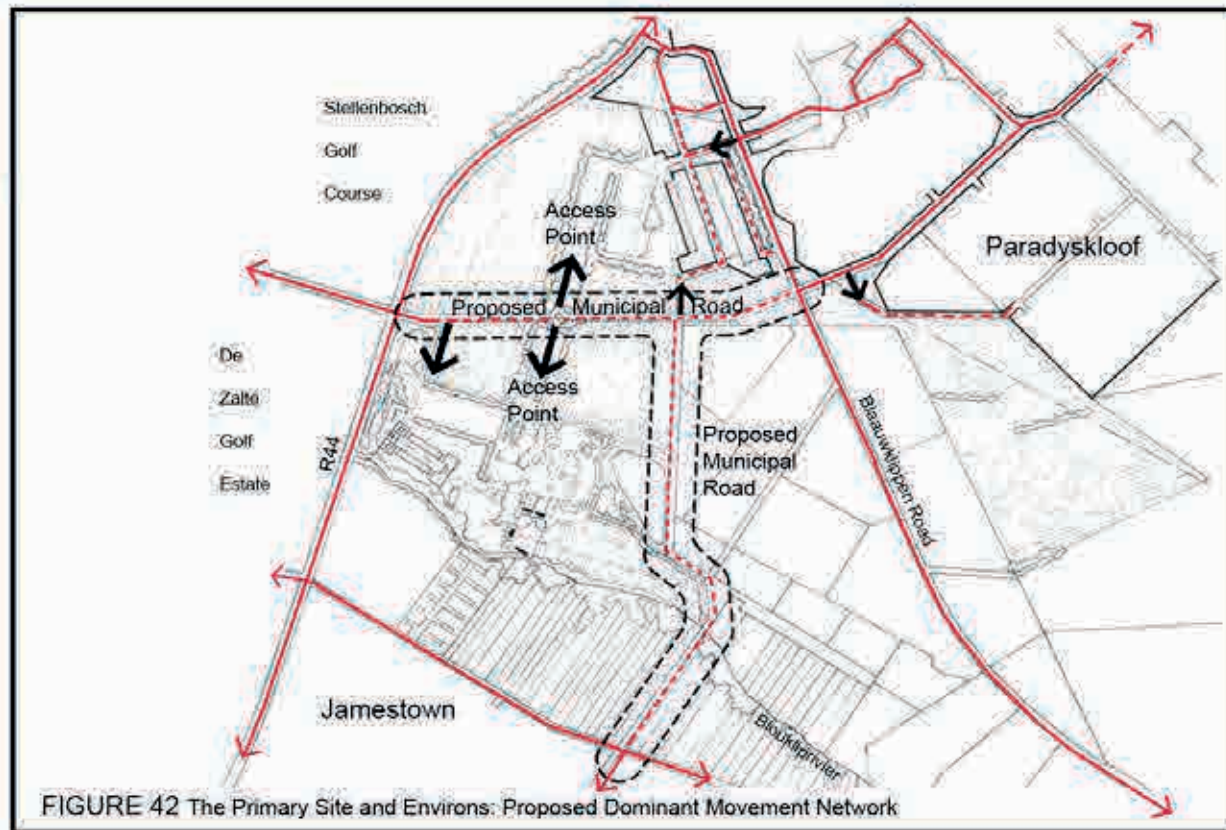 Stellenbosch
Golf
Course
Access
Point
Paradyskloof
Proposed Municipal Road
De
Zalte
Golf
Estate
Access
Point
R44
Proposed
Municipal
Road
Blaauwklippen Road
Jamestown
Bloukliprivier
FIGURE 42 The Primary Site and Environs: Proposed Dominant Movement Network